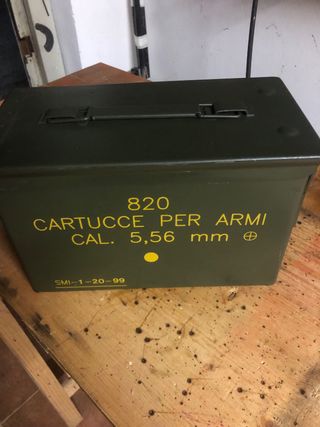 820
CARTUCCE PER ARMI
CAL. 5,56 mm ⊕
SMI-1-20-99